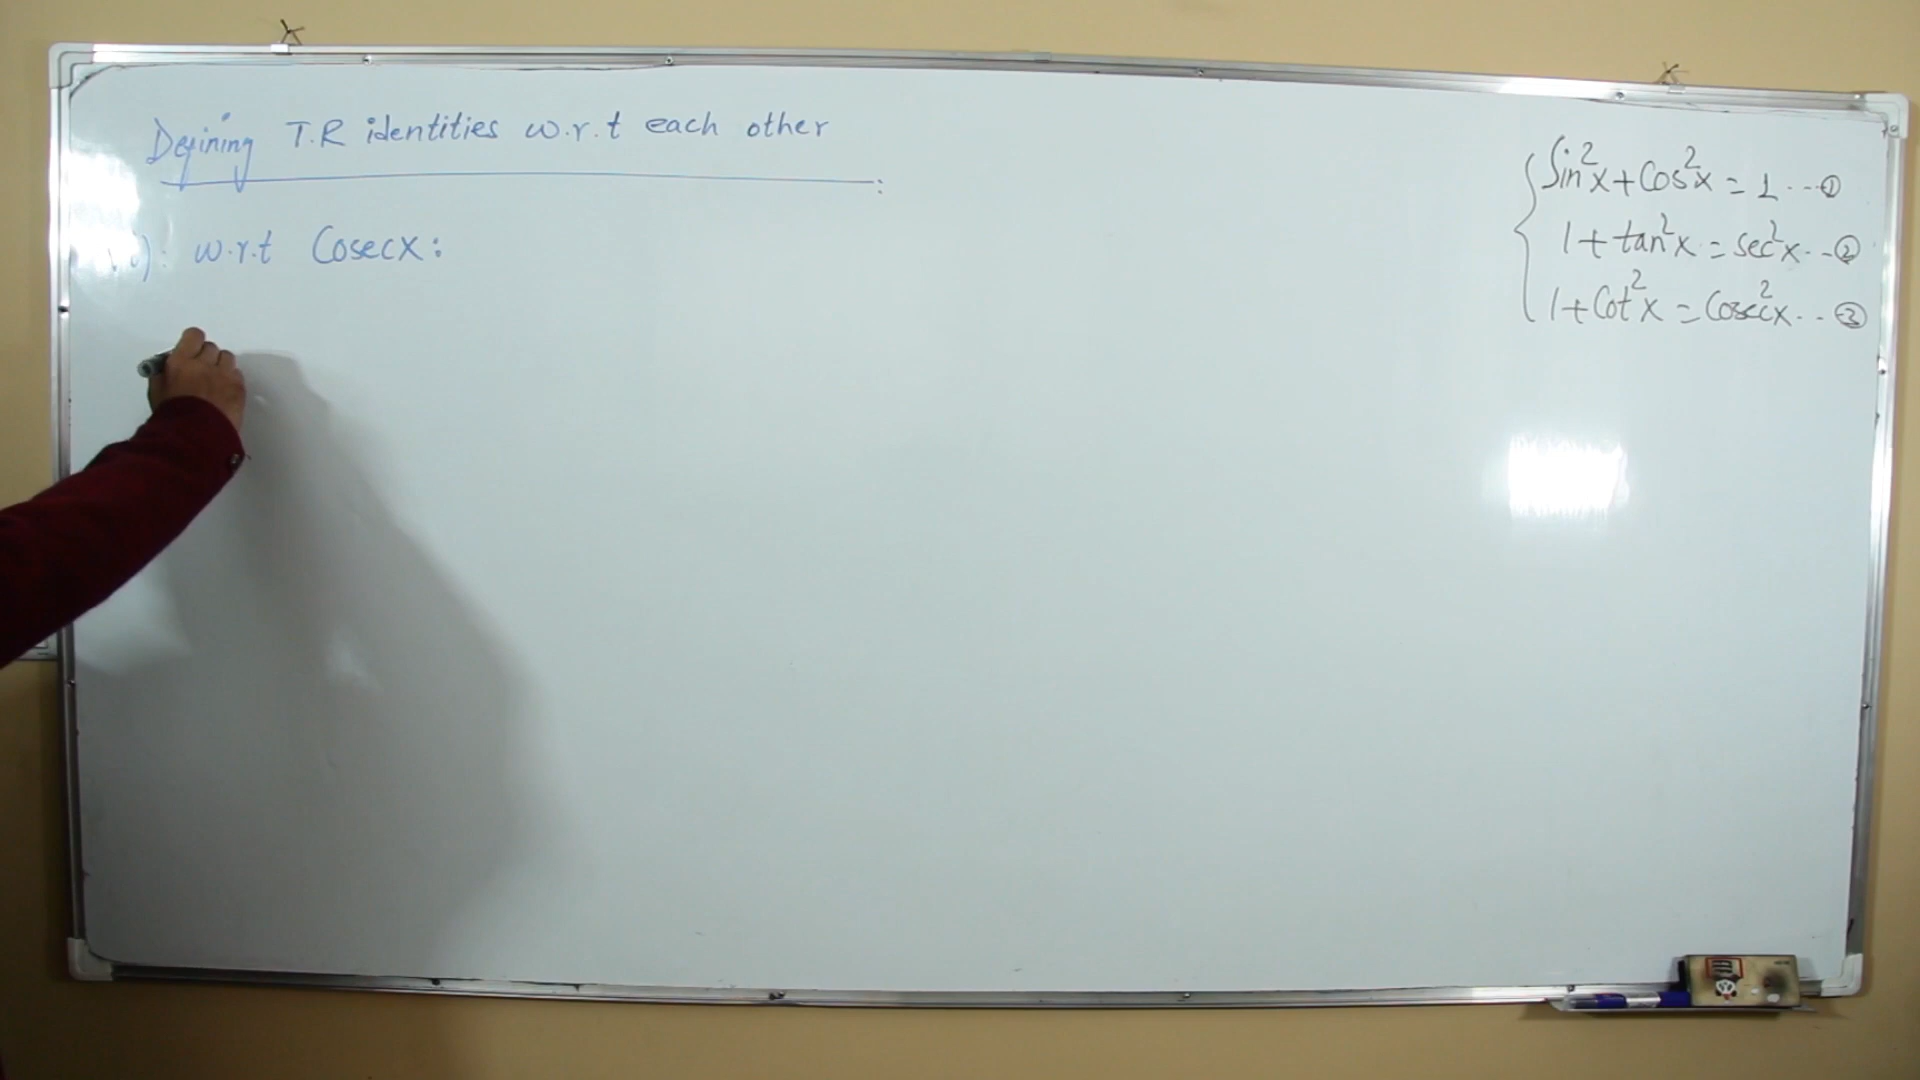 Defining T.R identities w.r.t each other :
w.r.t Cosecx:
Sin²x + Cos²x = 1 ... ①
1 + tan²x = sec²x ... ②
1 + Cot²x = Cosec²x ... ③